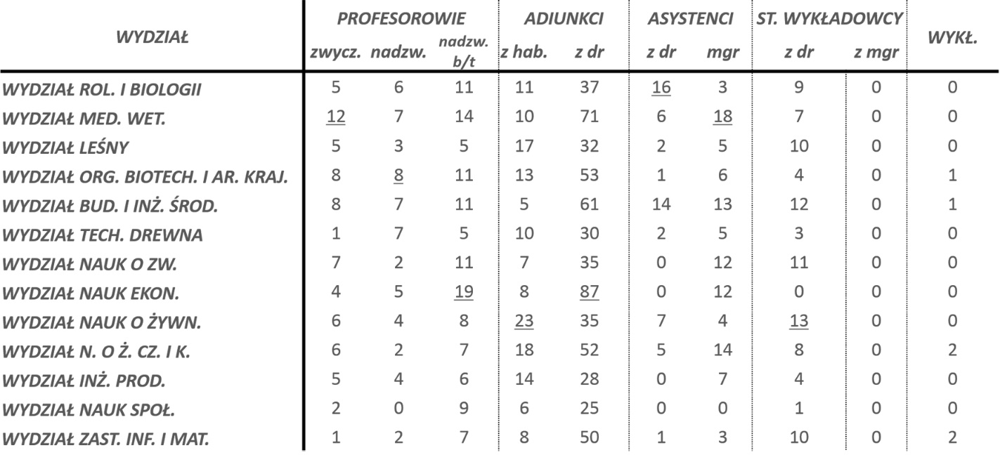 WYDZIAŁ PROFESOROWIE ADIUNKCI ASYSTENCI ST. WYKŁADOWCY WYKŁ.
zwycz. nadzw. nadzw. b/t z hab. z dr z dr mgr z dr z mgr
WYDZIAŁ ROL. I BIOLOGII 5 6 11 11 37 16 3 9 0 0
WYDZIAŁ MED. WET. 12 7 14 10 71 6 18 7 0 0
WYDZIAŁ LEŚNY 5 3 5 17 32 2 5 10 0 0
WYDZIAŁ ORG. BIOTECH. I AR. KRAJ. 8 8 11 13 53 1 6 4 0 1
WYDZIAŁ BUD. I INŻ. ŚROD. 8 7 11 5 61 14 13 12 0 1
WYDZIAŁ TECH. DREWNA 1 7 5 10 30 2 5 3 0 0
WYDZIAŁ NAUK O ZW. 7 2 11 7 35 0 12 11 0 0
WYDZIAŁ NAUK EKON. 4 5 19 8 87 0 12 0 0 0
WYDZIAŁ NAUK O ŻYWN. 6 4 8 23 35 7 4 13 0 0
WYDZIAŁ N. O Ż. CZ. I K. 6 2 7 18 52 5 14 8 0 2
WYDZIAŁ INŻ. PROD. 5 4 6 14 28 0 7 4 0 0
WYDZIAŁ NAUK SPOŁ. 2 0 9 6 25 0 0 1 0 0
WYDZIAŁ ZAST. INF. I MAT. 1 2 7 8 50 1 3 10 0 2